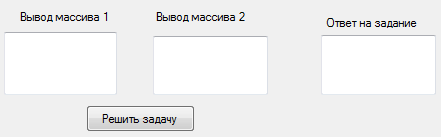 Вывод массива 1
Вывод массива 2
Ответ на задание
Решить задачу